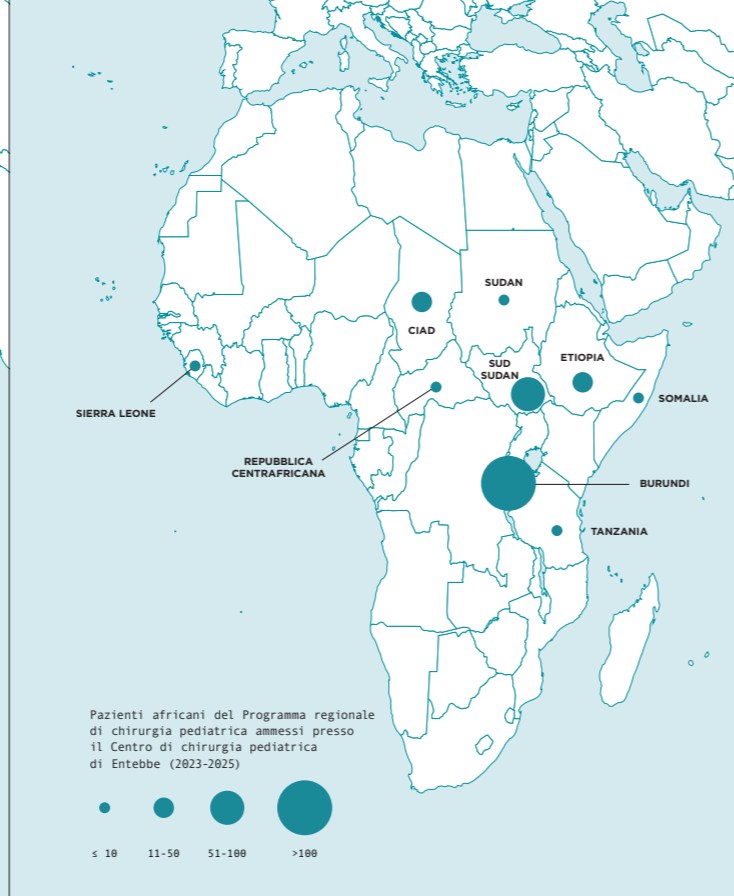 SUDAN
CIAD
SUD
SUDAN
ETIOPIA
SOMALIA
SIERRA LEONE
REPUBBLICA
CENTRAFRICANA
BURUNDI
TANZANIA
Pazienti africani del Programma regionale
di chirurgia pediatrica ammessi presso
il Centro di chirurgia pediatrica
di Entebbe (2023-2025)
≤ 10 11-50 51-100 >100